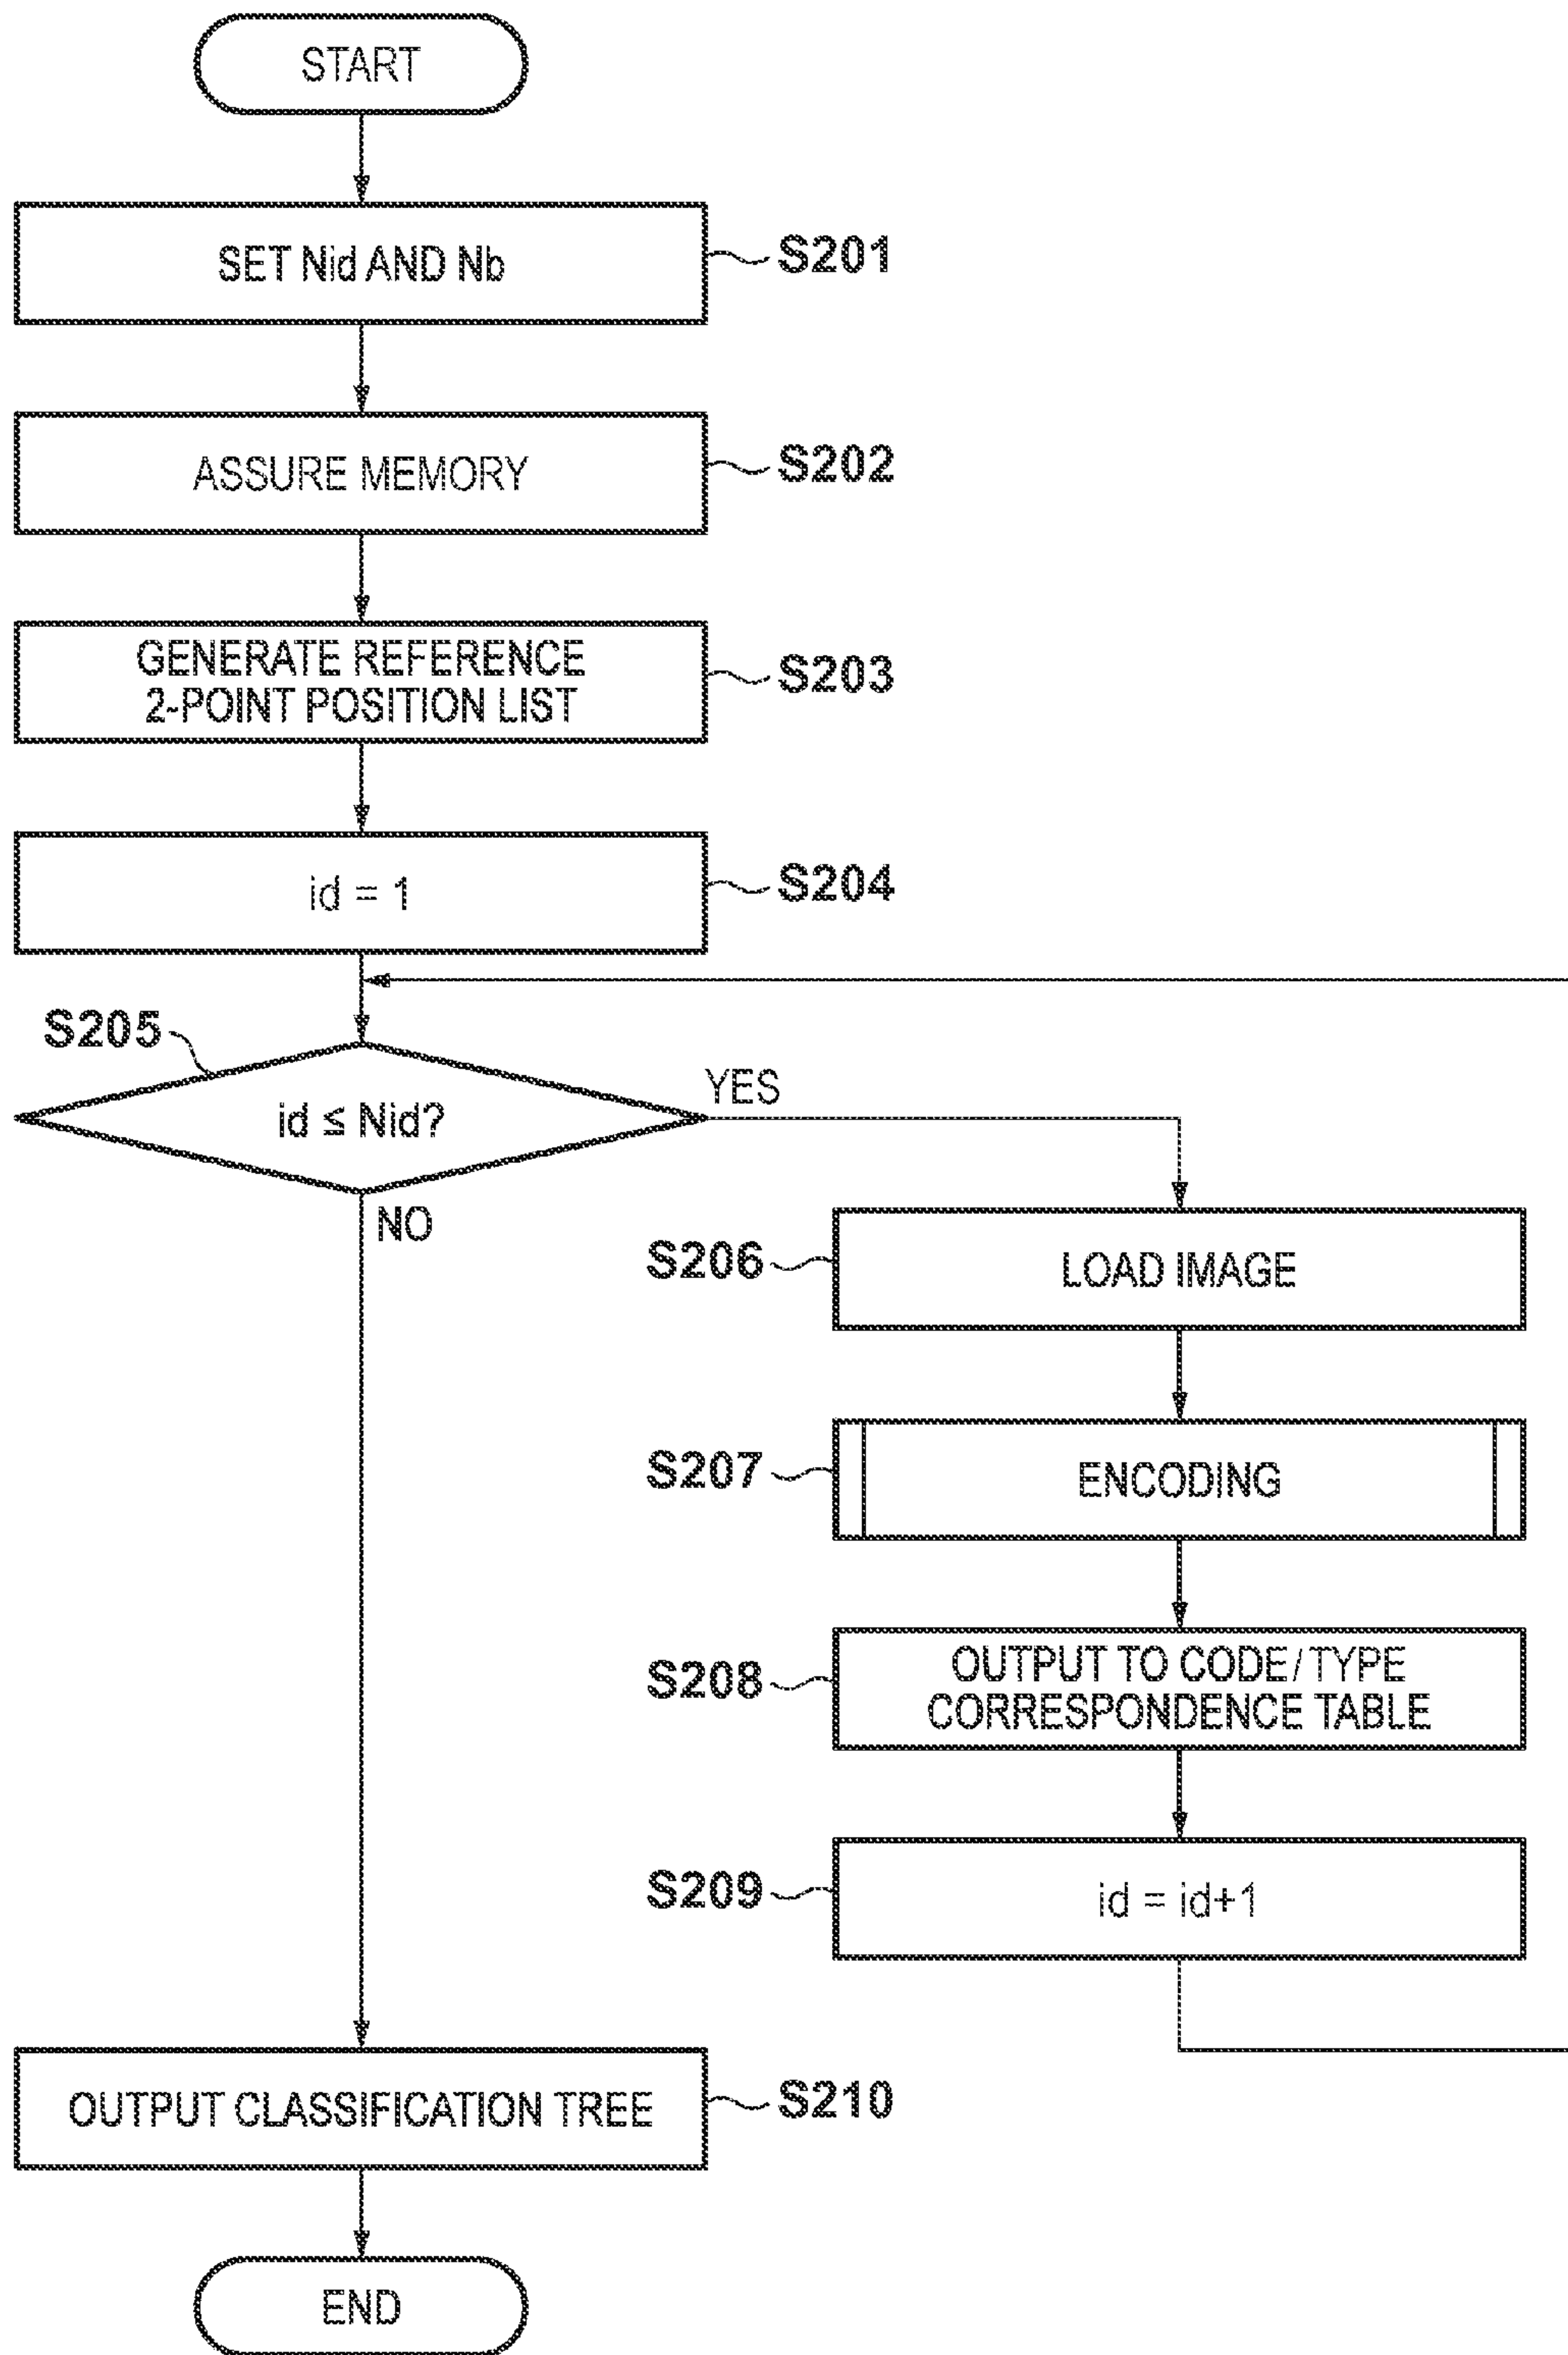 START
SET Nid AND Nb
S201
ASSURE MEMORY
S202
GENERATE REFERENCE
2-POINT POSITION LIST
S203
id = 1
S204
S205
id ≤ Nid?
YES
NO
S206
LOAD IMAGE
S207
ENCODING
S208
OUTPUT TO CODE/TYPE
CORRESPONDENCE TABLE
S209
id = id+1
OUTPUT CLASSIFICATION TREE
S210
END